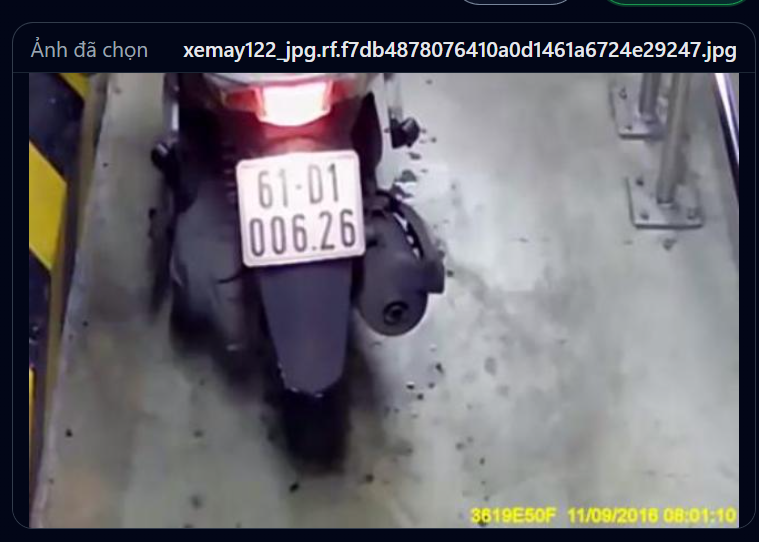 Ảnh đã chọn xemay122_jpg.rf.f7db4878076410a0d1461a6724e29247.jpg
61-D1
006.26
3619E50F 11/09/2016 08:01:10